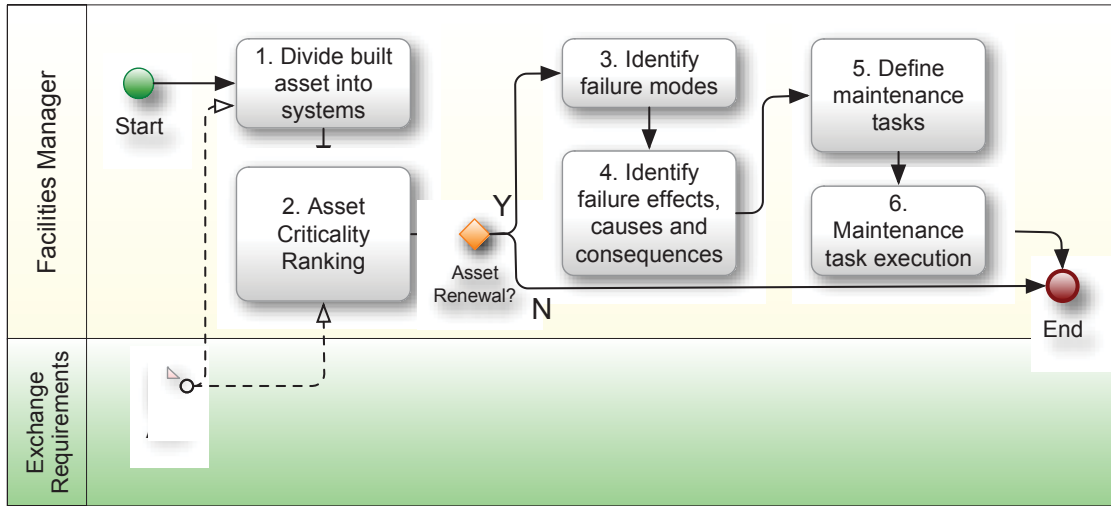 Facilities Manager
Start
1. Divide built
asset into
systems
2. Asset
Criticality
Ranking
Y
Asset
Renewal?
N
3. Identify
failure modes
4. Identify
failure effects,
causes and
consequences
5. Define
maintenance
tasks
6.
Maintenance
task execution
End
Exchange
Requirements